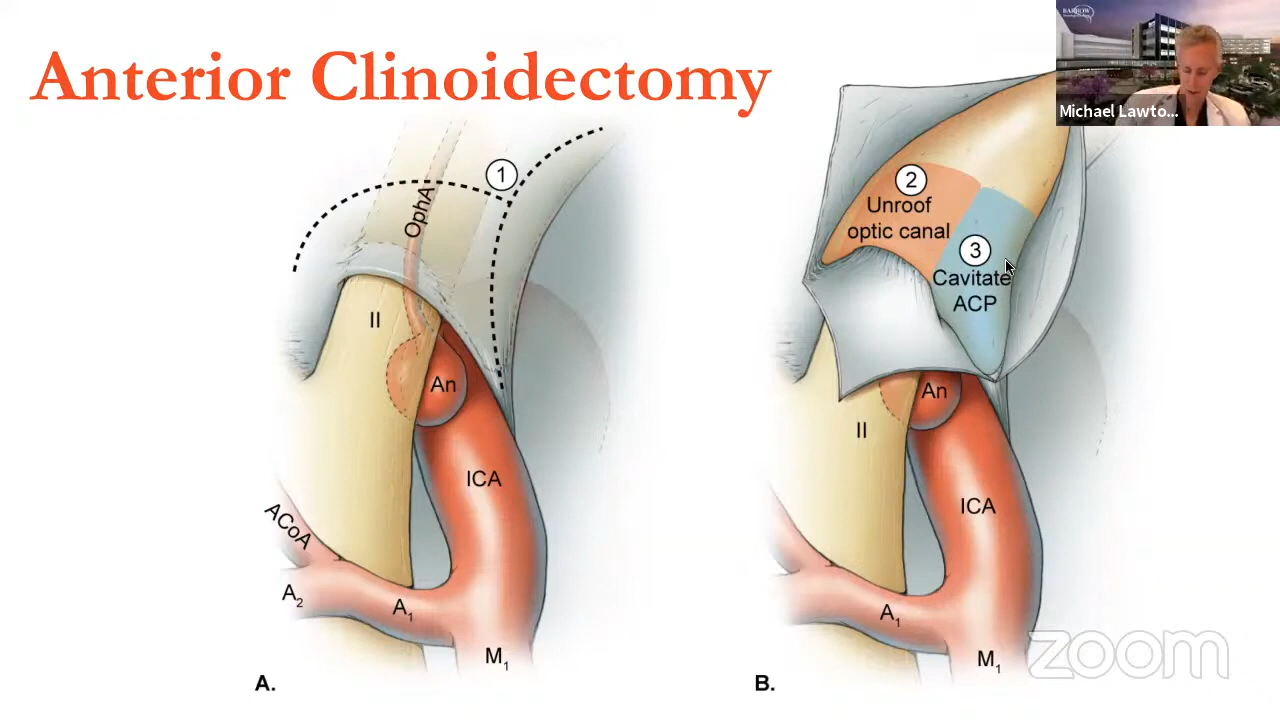 Anterior Clinoidectomy
BARROW
Michael Lawto...
1
OphA
II
An
ICA
ACoA
A2
A1
M1
A.
2
Unroof
optic canal
3
Cavitate
ACP
An
II
ICA
A1
M1
B.
zoom